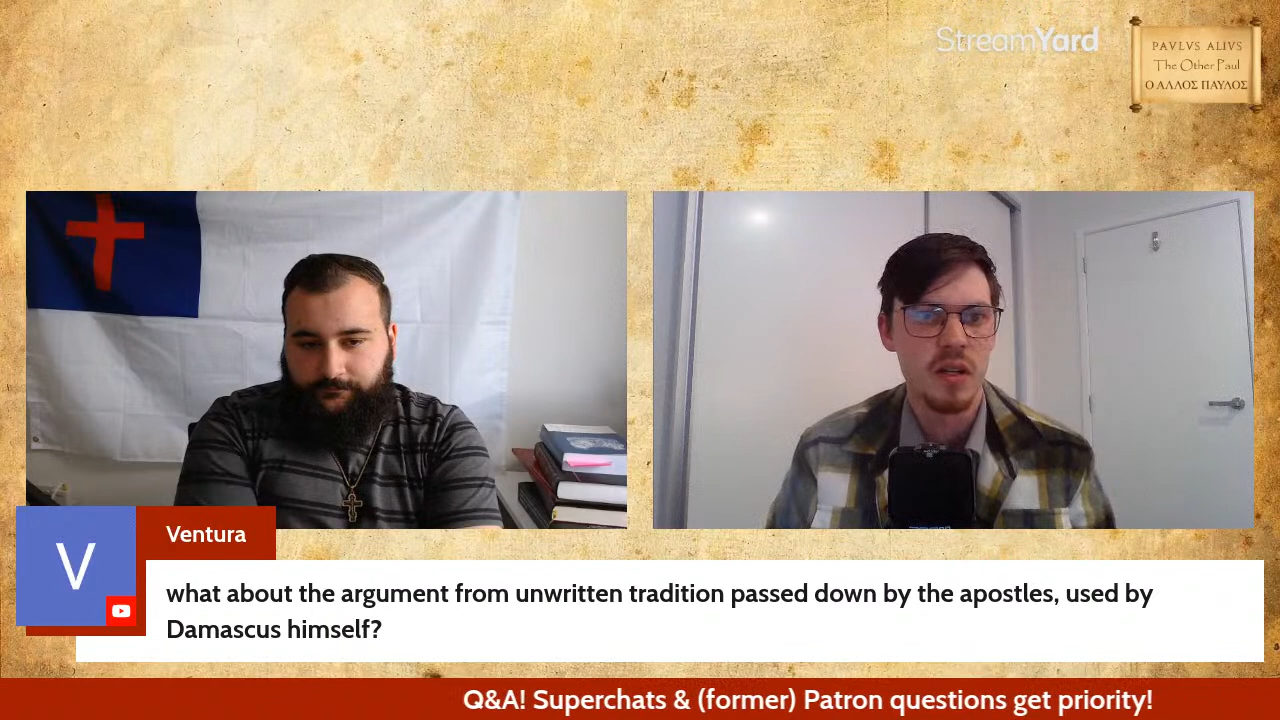 StreamYard
PAVLVS ALIVS
The Other Paul
Ο ΑΛΛΟΣ ΠΑΥΛΟΣ
V
Ventura
what about the argument from unwritten tradition passed down by the apostles, used by
Damascus himself?
Q&A! Superchats & (former) Patron questions get priority!